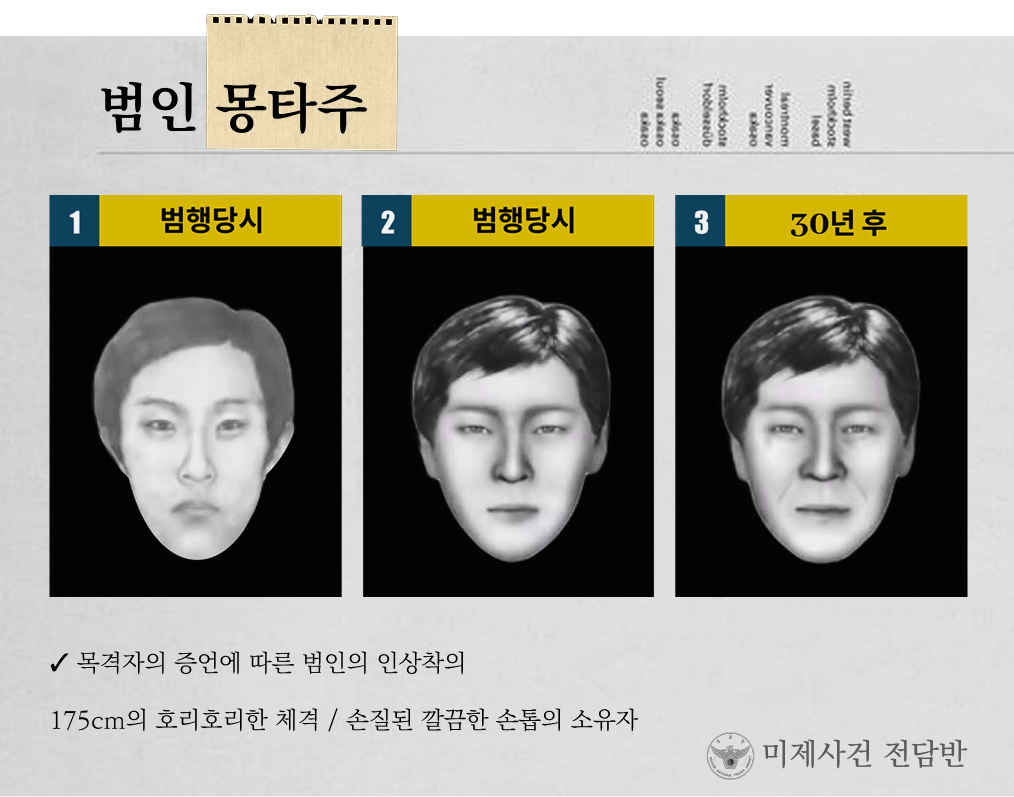 범인 몽타주
1 범행당시
2 범행당시
3 30년 후
✓ 목격자의 증언에 따른 범인의 인상착의
175cm의 호리호리한 체격 / 손질된 깔끔한 손톱의 소유자
미제사건 전담반